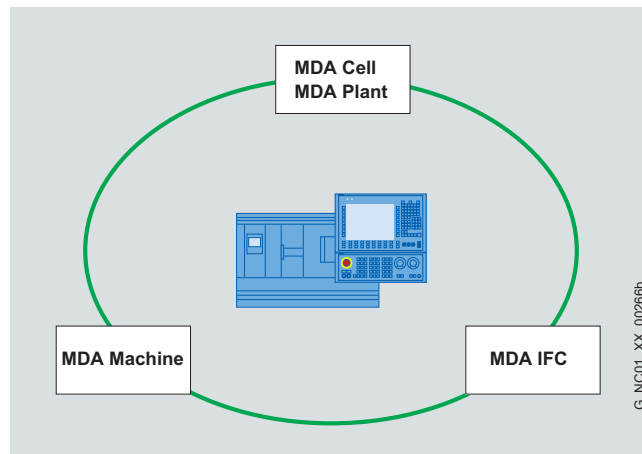 MDA Cell
MDA Plant
MDA Machine
MDA IFC
G_NC01_XX_00266b